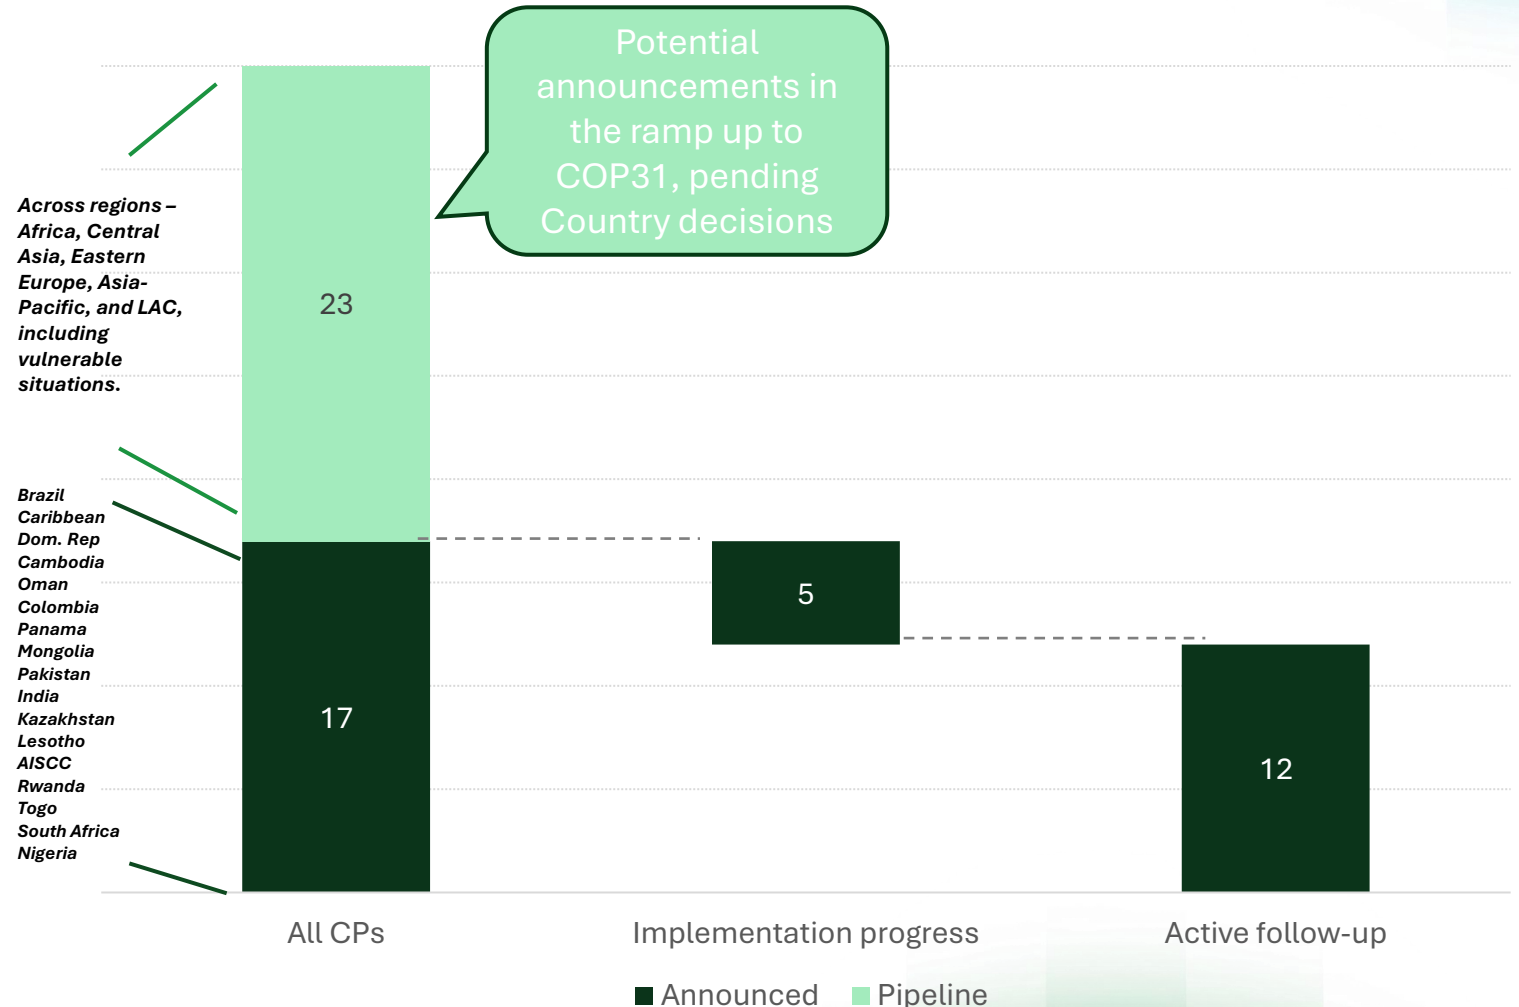 Potential
announcements in
the ramp up to
COP31, pending
Country decisions
Across regions –
Africa, Central
Asia, Eastern
Europe, Asia-
Pacific, and LAC,
including
vulnerable
situations.
23
Brazil
Caribbean
Dom. Rep
Cambodia
Oman
Colombia
Panama
Mongolia
Pakistan
India
Kazakhstan
Lesotho
AISCC
Rwanda
Togo
South Africa
Nigeria
17
5
12
All CPs
Implementation progress
Active follow-up
Announced
Pipeline